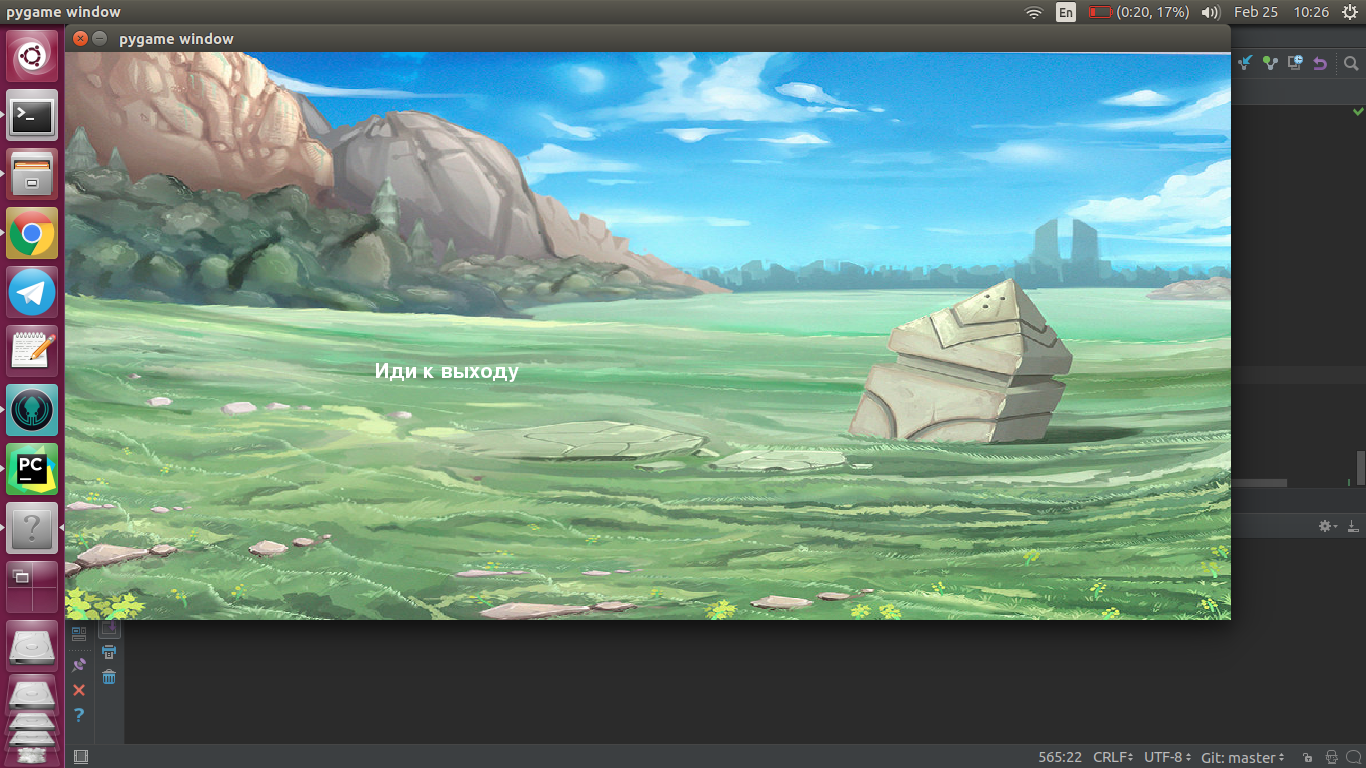 pygame window
En
(0:20, 17%)
Feb 25
10:26
pygame window
Иди к выходу
PC
565:22
CRLF
UTF-8
Git: master